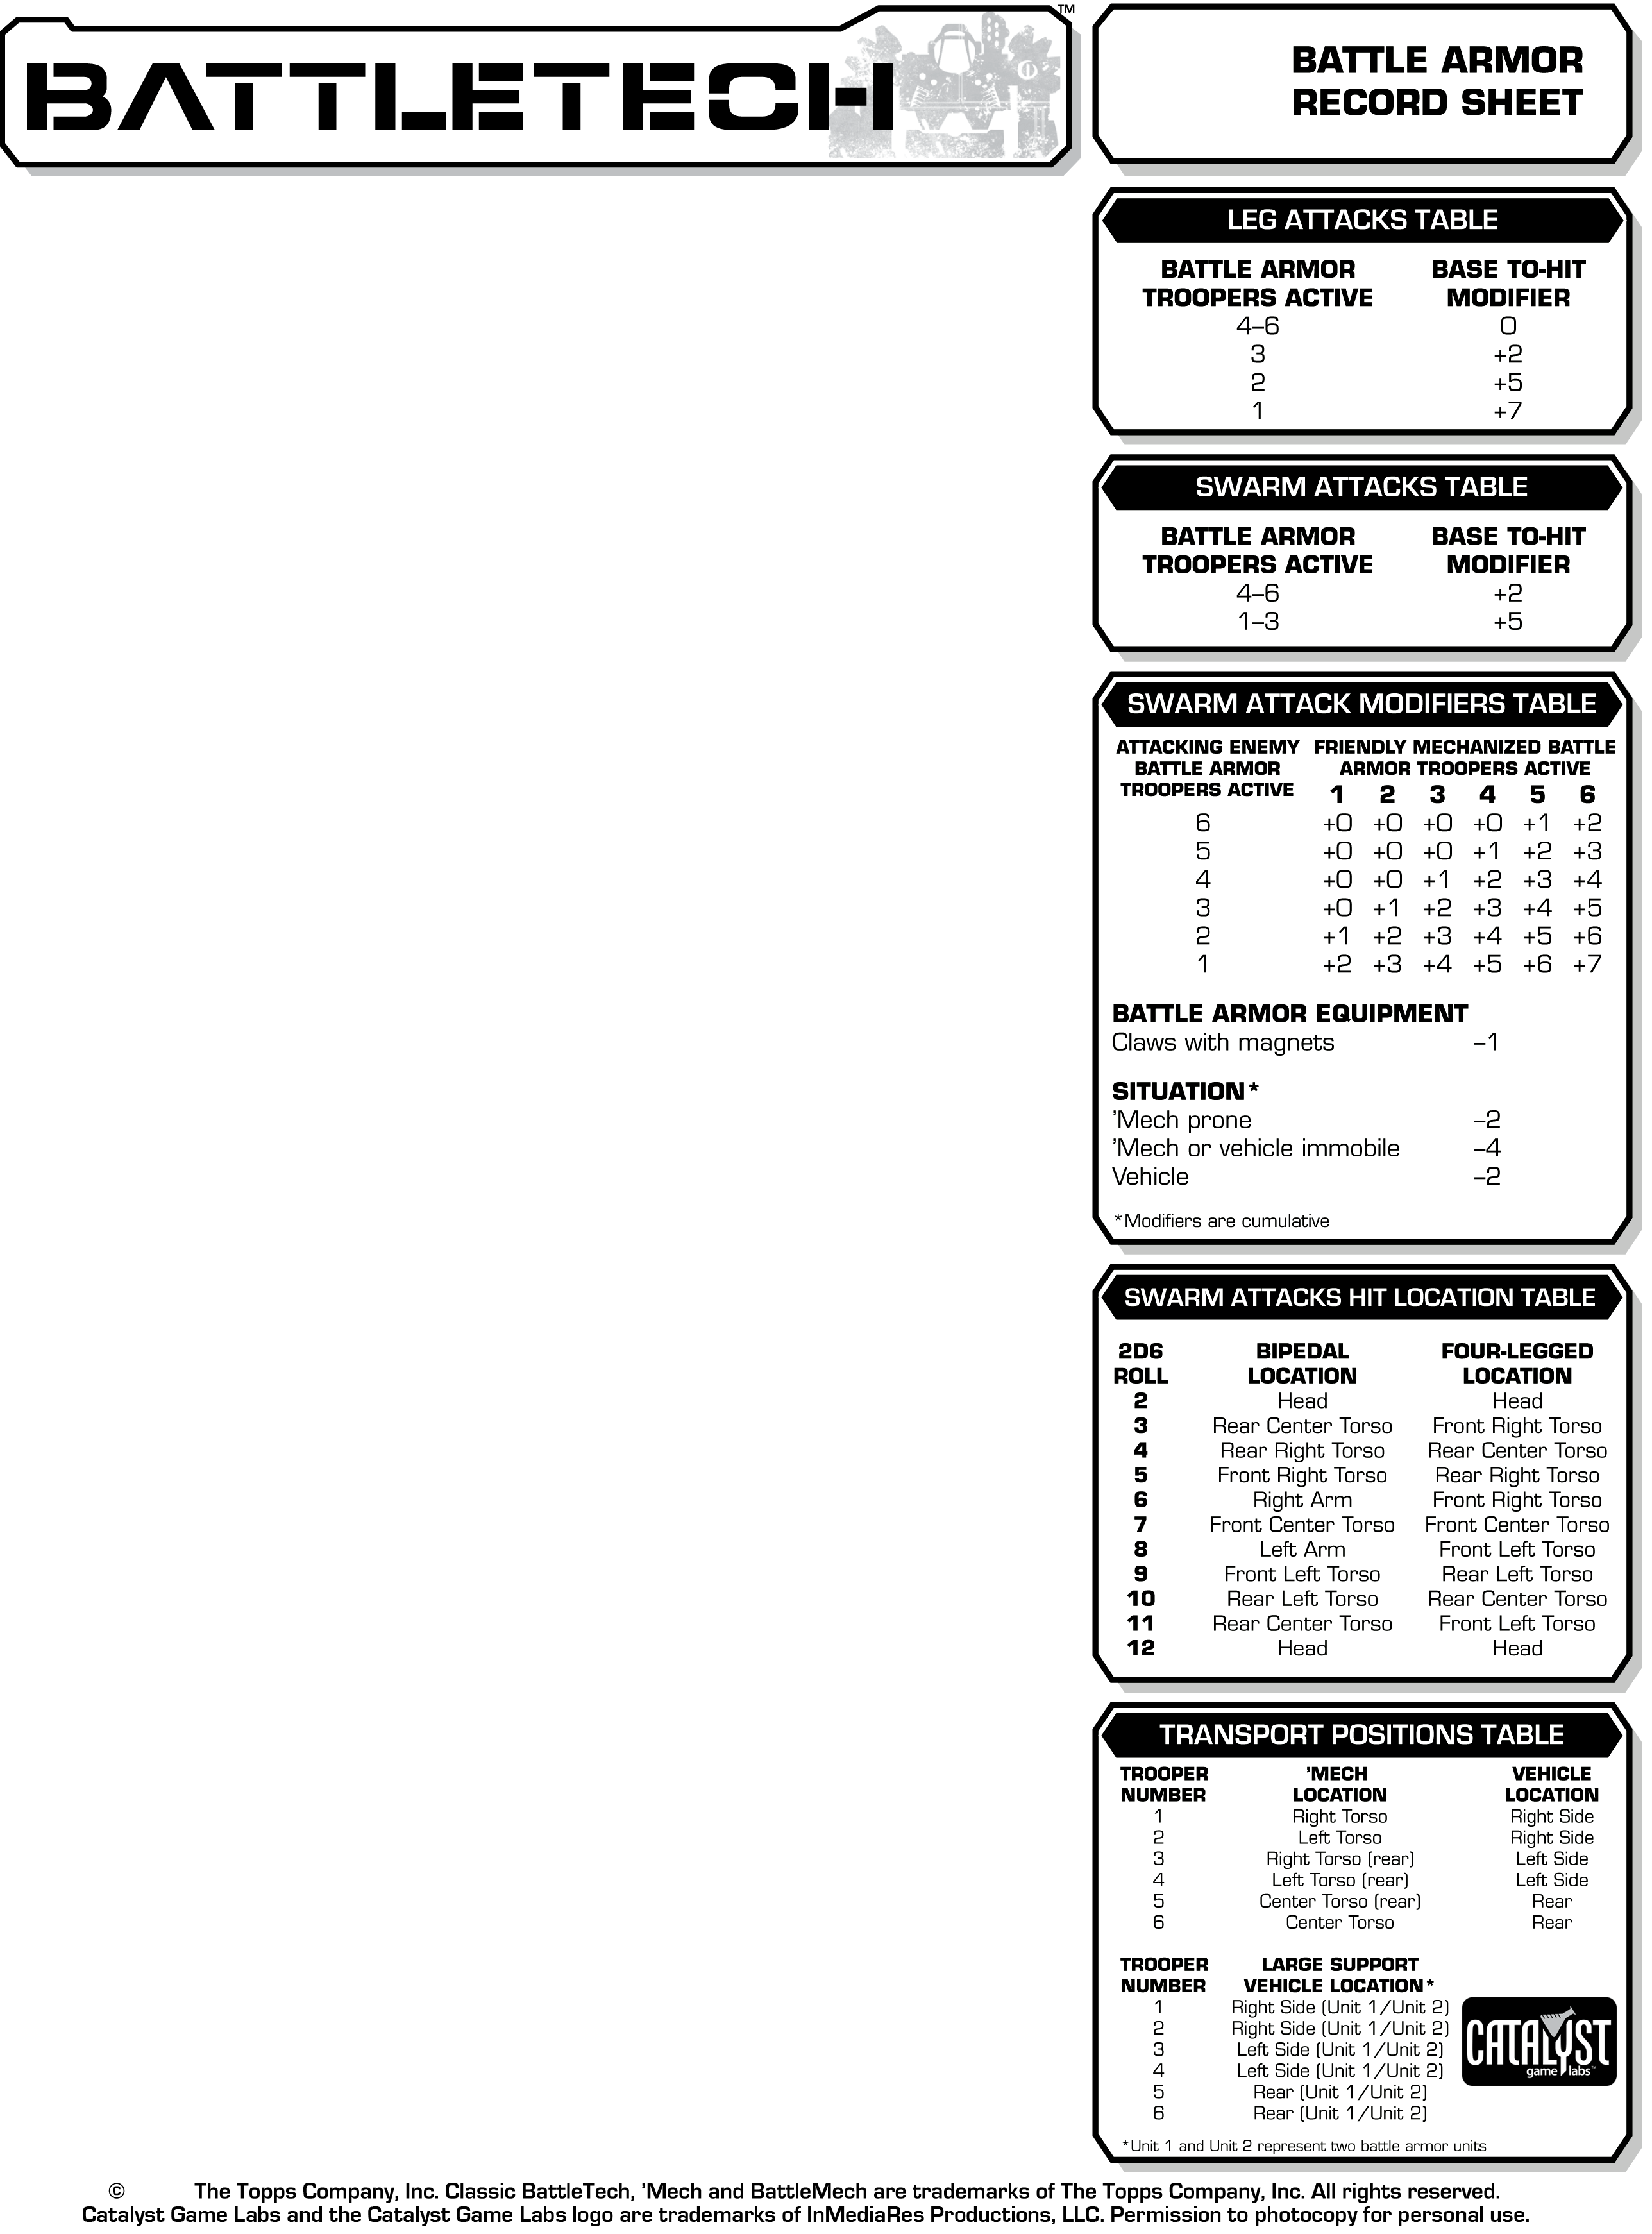 BATTLETECH™
BATTLE ARMOR
RECORD SHEET
LEG ATTACKS TABLE
BATTLE ARMOR BASE TO-HIT
TROOPERS ACTIVE MODIFIER
4–6 0
3 +2
2 +5
1 +7
SWARM ATTACKS TABLE
BATTLE ARMOR BASE TO-HIT
TROOPERS ACTIVE MODIFIER
4–6 +2
1–3 +5
SWARM ATTACK MODIFIERS TABLE
ATTACKING ENEMY FRIENDLY MECHANIZED BATTLE
BATTLE ARMOR ARMOR TROOPERS ACTIVE
TROOPERS ACTIVE 1 2 3 4 5 6
6 +0 +0 +0 +0 +1 +2
5 +0 +0 +0 +1 +2 +3
4 +0 +0 +1 +2 +3 +4
3 +0 +1 +2 +3 +4 +5
2 +1 +2 +3 +4 +5 +6
1 +2 +3 +4 +5 +6 +7
BATTLE ARMOR EQUIPMENT
Claws with magnets –1
SITUATION*
’Mech prone –2
’Mech or vehicle immobile –4
Vehicle –2
*Modifiers are cumulative
SWARM ATTACKS HIT LOCATION TABLE
2D6 BIPEDAL FOUR-LEGGED
ROLL LOCATION LOCATION
2 Head Head
3 Rear Center Torso Front Right Torso
4 Rear Right Torso Rear Center Torso
5 Front Right Torso Rear Right Torso
6 Right Arm Front Right Torso
7 Front Center Torso Front Center Torso
8 Left Arm Front Left Torso
9 Front Left Torso Rear Left Torso
10 Rear Left Torso Rear Center Torso
11 Rear Center Torso Front Left Torso
12 Head Head
TRANSPORT POSITIONS TABLE
TROOPER ’MECH VEHICLE
NUMBER LOCATION LOCATION
1 Right Torso Right Side
2 Left Torso Right Side
3 Right Torso (rear) Left Side
4 Left Torso (rear) Left Side
5 Center Torso (rear) Rear
6 Center Torso Rear
TROOPER LARGE SUPPORT
NUMBER VEHICLE LOCATION*
1 Right Side (Unit 1/Unit 2)
2 Right Side (Unit 1/Unit 2)
3 Left Side (Unit 1/Unit 2)
4 Left Side (Unit 1/Unit 2)
5 Rear (Unit 1/Unit 2)
6 Rear (Unit 1/Unit 2)
CATALYST
game labs™
*Unit 1 and Unit 2 represent two battle armor units
© The Topps Company, Inc. Classic BattleTech, ’Mech and BattleMech are trademarks of The Topps Company, Inc. All rights reserved.
Catalyst Game Labs and the Catalyst Game Labs logo are trademarks of InMediaRes Productions, LLC. Permission to photocopy for personal use.